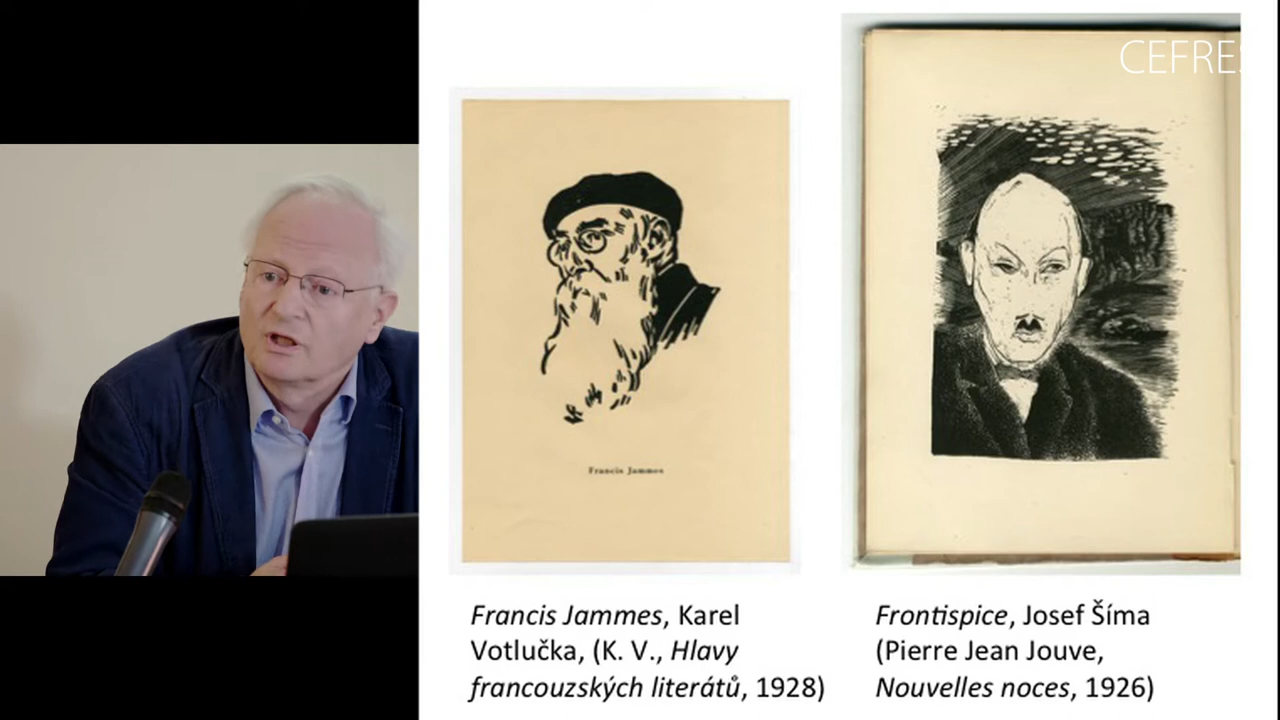 CEFRES
Francis Jammes
Francis Jammes, Karel
Votlučka, (K. V., Hlavy
francouzských literátů, 1928)
Frontispice, Josef Šíma
(Pierre Jean Jouve,
Nouvelles noces, 1926)